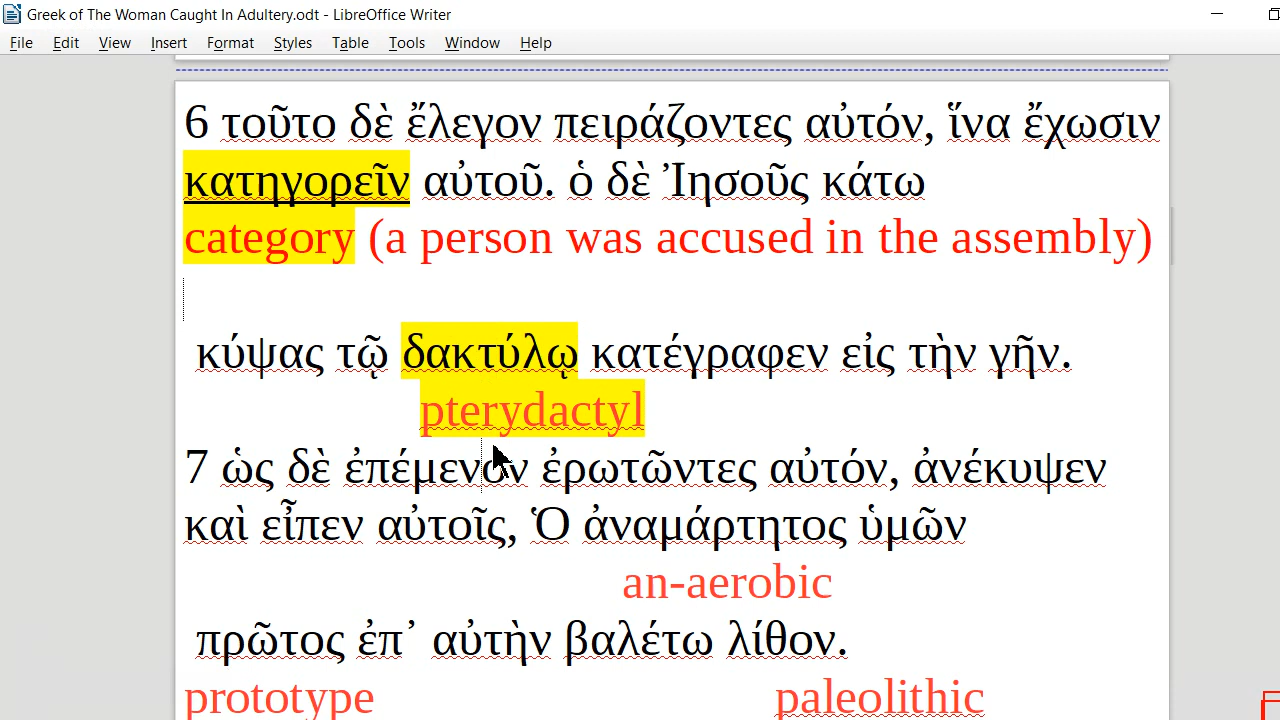 Greek of The Woman Caught In Adultery.odt - LibreOffice Writer
File Edit View Insert Format Styles Table Tools Window Help
6 τοῦτο δὲ ἔλεγον πειράζοντες αὐτόν, ἵνα ἔχωσιν
κατηγορεῖν αὐτοῦ. ὁ δὲ Ἰησοῦς κάτω
category (a person was accused in the assembly)
κύψας τῷ δακτύλῳ κατέγραφεν εἰς τὴν γῆν.
pterydactyl
7 ὡς δὲ ἐπέμενον ἐρωτῶντες αὐτόν, ἀνέκυψεν
καὶ εἶπεν αὐτοῖς, Ὁ ἀναμάρτητος ὑμῶν
an-aerobic
πρῶτος ἐπ᾽ αὐτὴν βαλέτω λίθον.
prototype paleolithic